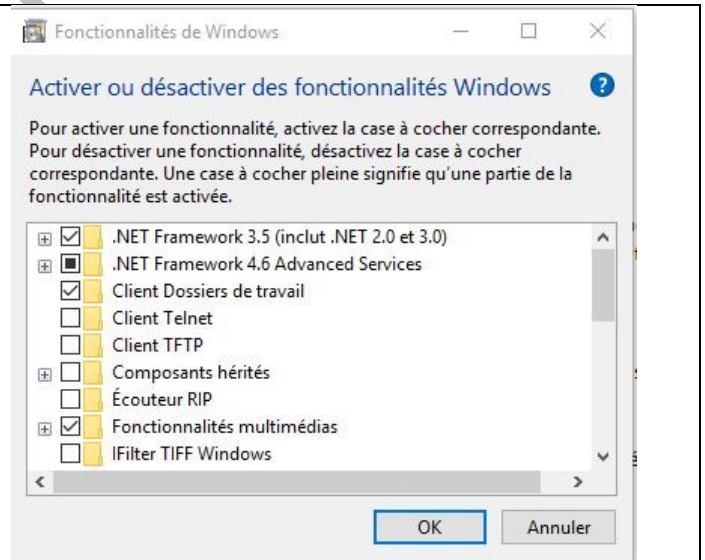 Fonctionnalités de Windows
Activer ou désactiver des fonctionnalités Windows
Pour activer une fonctionnalité, activez la case à cocher correspondante.
Pour désactiver une fonctionnalité, désactivez la case à cocher
correspondante. Une case à cocher pleine signifie qu'une partie de la
fonctionnalité est activée.
.NET Framework 3.5 (inclut .NET 2.0 et 3.0)
.NET Framework 4.6 Advanced Services
Client Dossiers de travail
Client Telnet
Client TFTP
Composants hérités
Écouteur RIP
Fonctionnalités multimédias
IFilter TIFF Windows
OK
Annuler